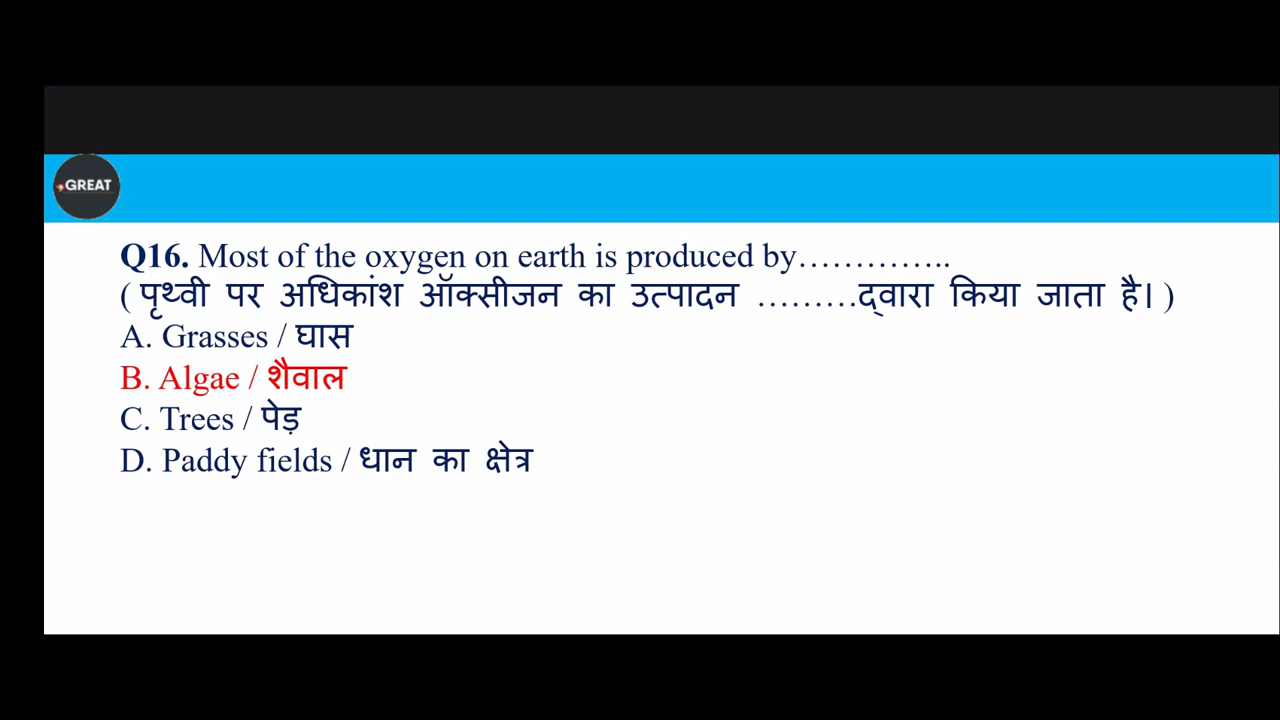 GREAT
Q16. Most of the oxygen on earth is produced by…………..
( पृथ्वी पर अधिकांश ऑक्सीजन का उत्पादन ………द्वारा किया जाता है। )
A. Grasses / घास
B. Algae / शैवाल
C. Trees / पेड़
D. Paddy fields / धान का क्षेत्र